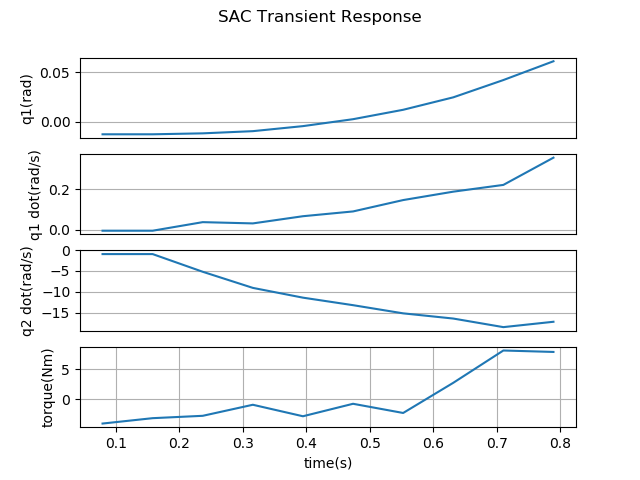 SAC Transient Response
q1(rad)
0.05
0.00
q1 dot(rad/s)
0.2
0.0
q2 dot(rad/s)
0
−5
−10
−15
torque(Nm)
5
0
0.1 0.2 0.3 0.4 0.5 0.6 0.7 0.8
time(s)